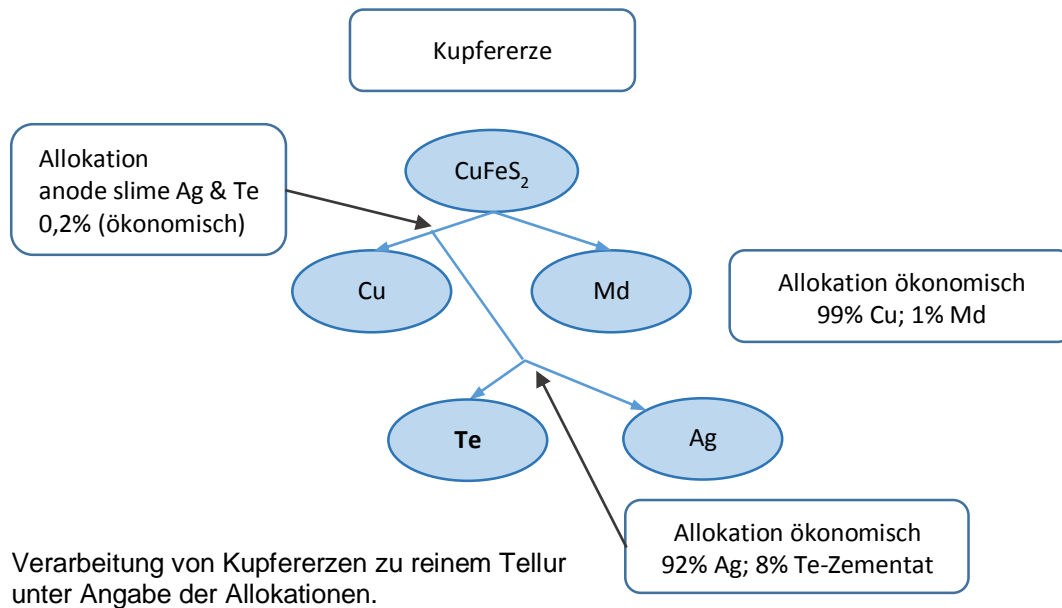 Kupfererze
Allokation
anode slime Ag & Te
0,2% (ökonomisch)
CuFeS₂
Cu
Md
Allokation ökonomisch
99% Cu; 1% Md
Te
Ag
Allokation ökonomisch
92% Ag; 8% Te-Zementat
Verarbeitung von Kupfererzen zu reinem Tellur
unter Angabe der Allokationen.